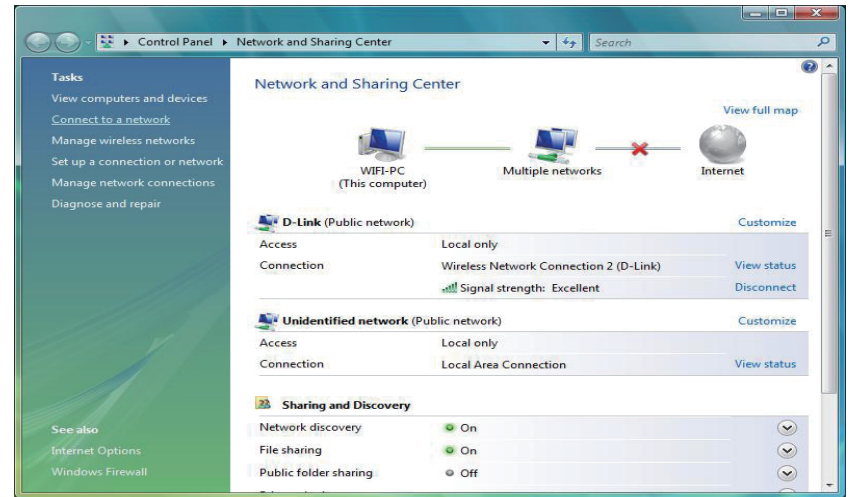 Control Panel ▸ Network and Sharing Center
Search
Tasks
View computers and devices
Connect to a network
Manage wireless networks
Set up a connection or network
Manage network connections
Diagnose and repair
See also
Internet Options
Windows Firewall
Network and Sharing Center
View full map
WIFI-PC
(This computer)
Multiple networks
Internet
D-Link (Public network) Customize
Access Local only
Connection Wireless Network Connection 2 (D-Link) View status
Signal strength: Excellent Disconnect
Unidentified network (Public network) Customize
Access Local only
Connection Local Area Connection View status
Sharing and Discovery
Network discovery On
File sharing On
Public folder sharing Off